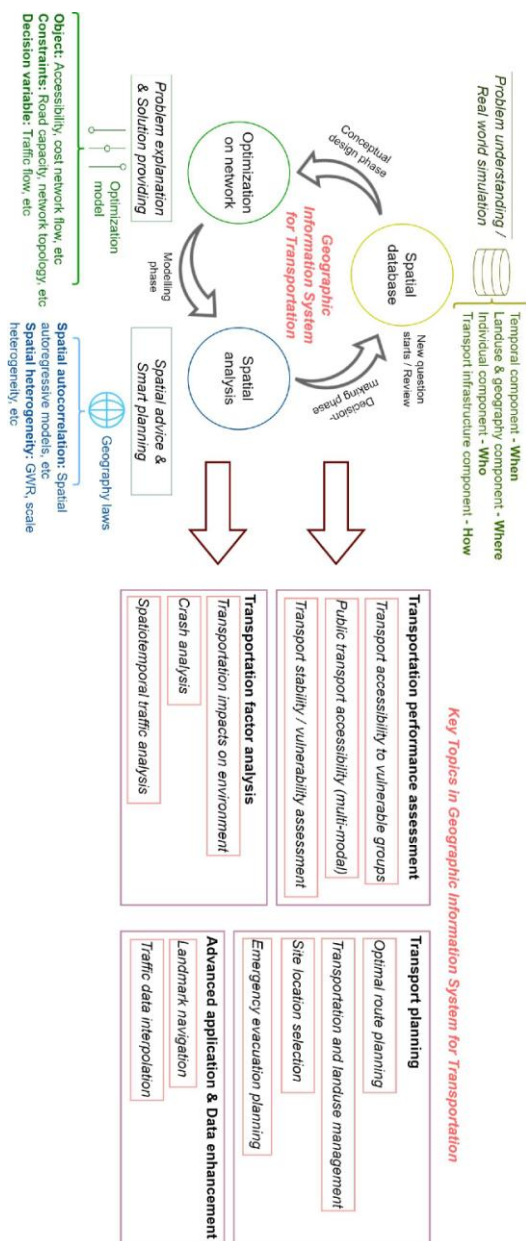 Problem understanding /
Real world simulation
Temporal component - When
Landuse & geography component - Where
Individual component - Who
Transport infrastructure component - How
Spatial
database
Conceptual
design phase
New question
starts / Review
Decision-
making phase
Geographic
Information System
for Transportation
Optimization
on network
Modelling
phase
Spatial
analysis
Problem explanation
& Solution providing
Spatial advice &
Smart planning
Optimization
model
Object: Accessibility, cost network flow, etc
Constraints: Road capacity, network topology, etc
Decision variable: Traffic flow, etc
Geography laws
Spatial autocorrelation: Spatial
autoregressive models, etc
Spatial heterogeneity: GWR, scale
heterogeneity, etc
Key Topics in Geographic Information System for Transportation
Transportation performance assessment
Transport accessibility to vulnerable groups
Public transport accessibility (multi-modal)
Transport stability / vulnerability assessment
Transport planning
Optimal route planning
Transportation and landuse management
Site location selection
Emergency evacuation planning
Transportation factor analysis
Transportation impacts on environment
Crash analysis
Spatiotemporal traffic analysis
Advanced application & Data enhancement
Landmark navigation
Traffic data interpolation